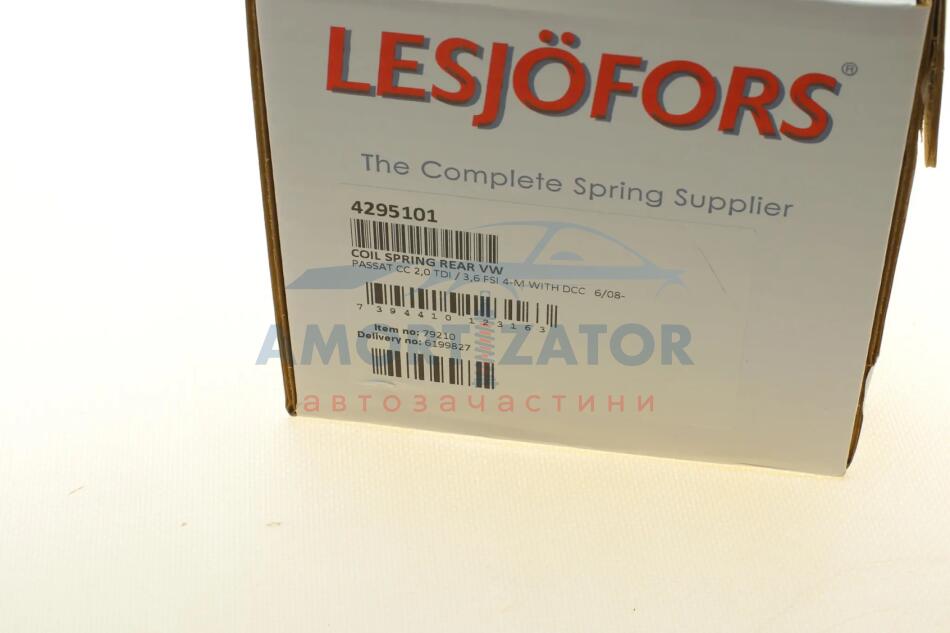 LESJÖFORS®
The Complete Spring Supplier
4295101
COIL SPRING REAR VW
PASSAT CC 2,0 TDI / 3,6 FSI 4-M WITH DCC 6/08-
7 394410 123163
Item no: 79210
Delivery no: 6199827
AMORTIZATOR
автозачастини